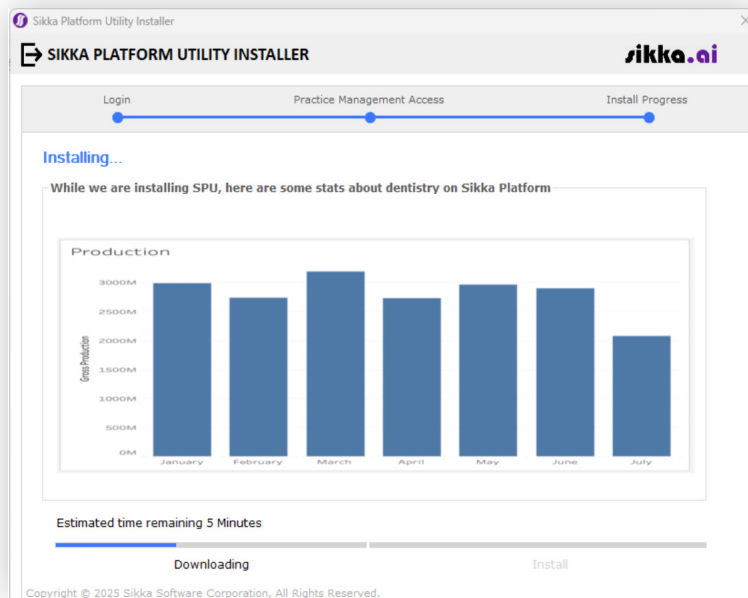 Sikka Platform Utility Installer
SIKKA PLATFORM UTILITY INSTALLER
sikka.ai
Login Practice Management Access Install Progress
Installing...
While we are installing SPU, here are some stats about dentistry on Sikka Platform
Production
Gross Production
3000M
2500M
2000M
1500M
1000M
500M
0M
January February March April May June July
Estimated time remaining 5 Minutes
Downloading Install
Copyright © 2025 Sikka Software Corporation, All Rights Reserved.